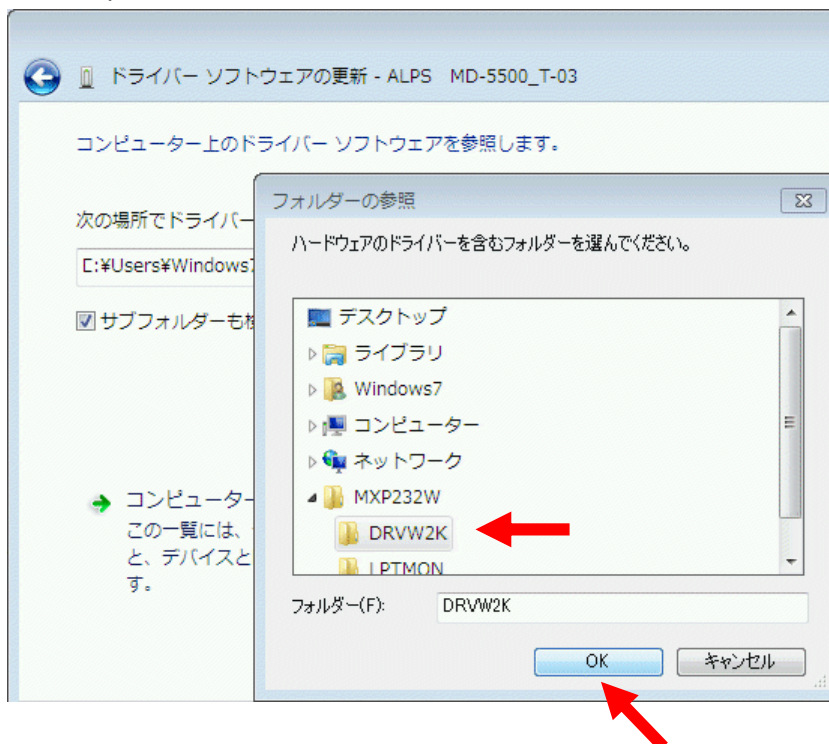 ドライバー ソフトウェアの更新 - ALPS MD-5500_T-03
コンピューター上のドライバー ソフトウェアを参照します。
次の場所でドライバー
E:¥Users¥Windows7
サブフォルダーも
フォルダーの参照
ハードウェアのドライバーを含むフォルダーを選んでください。
デスクトップ
ライブラリ
Windows7
コンピューター
ネットワーク
MXP232W
DRVW2K
LPTMON
フォルダー(F): DRVW2K
OK キャンセル
コンピューター
この一覧には、
と、デバイスと
す。